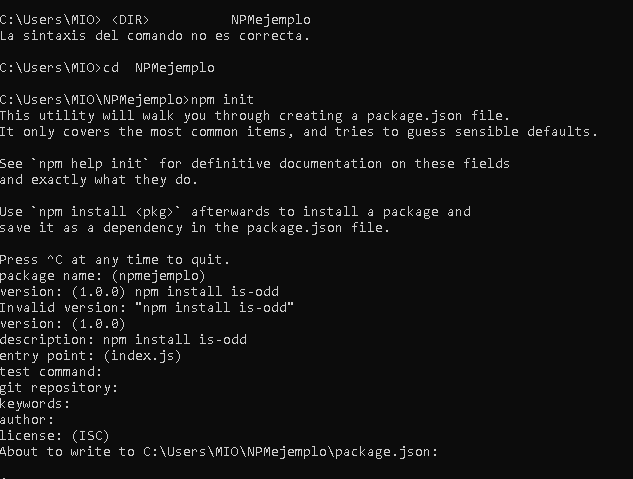 C:\Users\MIO> <DIR>          NPMejemplo
La sintaxis del comando no es correcta.
C:\Users\MIO>cd  NPMejemplo
C:\Users\MIO\NPMejemplo>npm init
This utility will walk you through creating a package.json file.
It only covers the most common items, and tries to guess sensible defaults.
See `npm help init` for definitive documentation on these fields
and exactly what they do.
Use `npm install <pkg>` afterwards to install a package and
save it as a dependency in the package.json file.
Press ^C at any time to quit.
package name: (npmejemplo)
version: (1.0.0) npm install is-odd
Invalid version: "npm install is-odd"
version: (1.0.0)
description: npm install is-odd
entry point: (index.js)
test command:
git repository:
keywords:
author:
license: (ISC)
About to write to C:\Users\MIO\NPMejemplo\package.json: